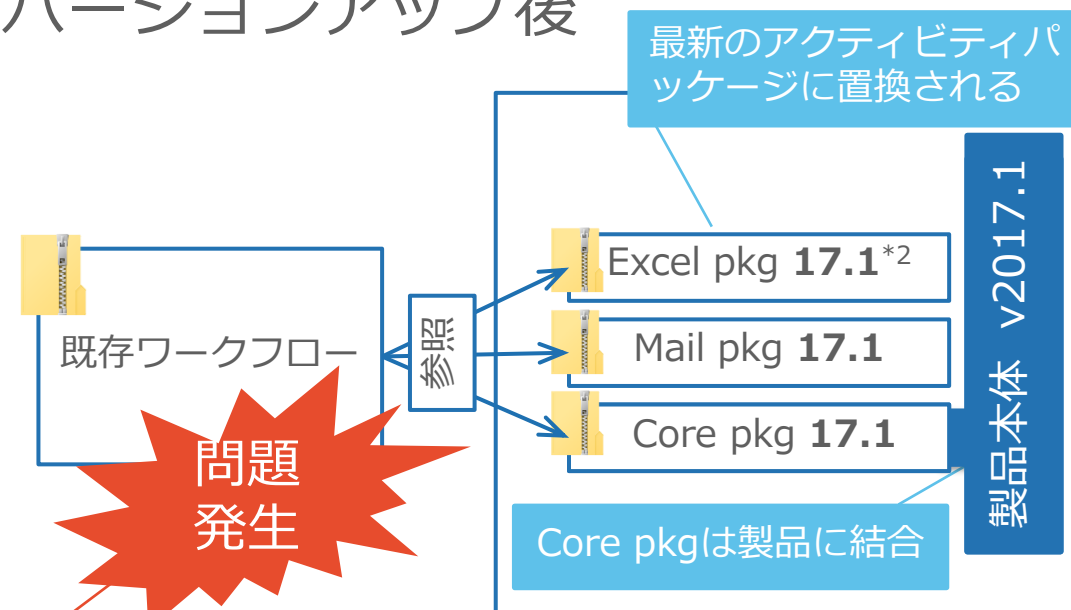 バージョンアップ後
最新のアクティビティパ
ッケージに置換される
Excel pkg 17.1*2
Mail pkg 17.1
Core pkg 17.1
製品本体 v2017.1
既存ワークフロー
参照
問題
発生
Core pkgは製品に結合